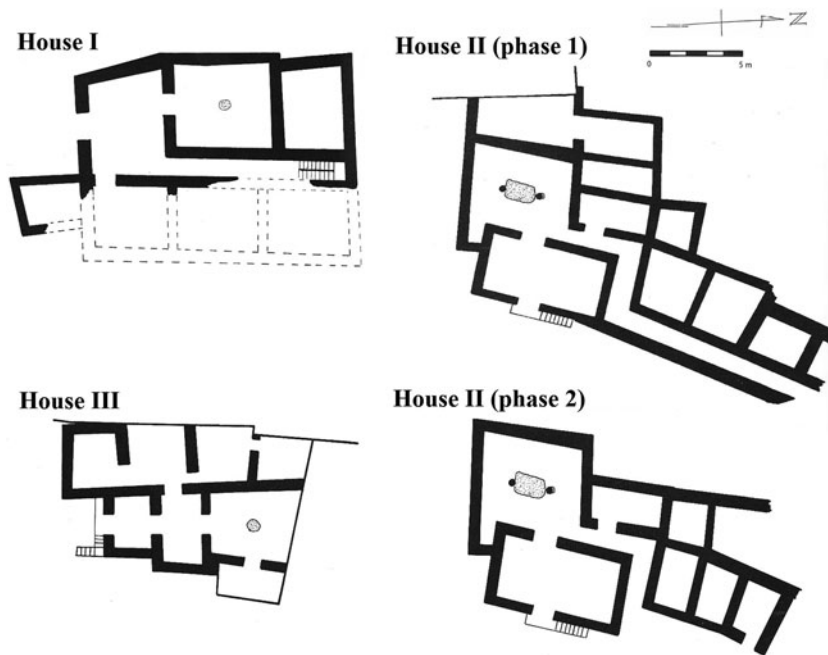 House I
House II (phase 1)
N
0 5 m
House III
House II (phase 2)